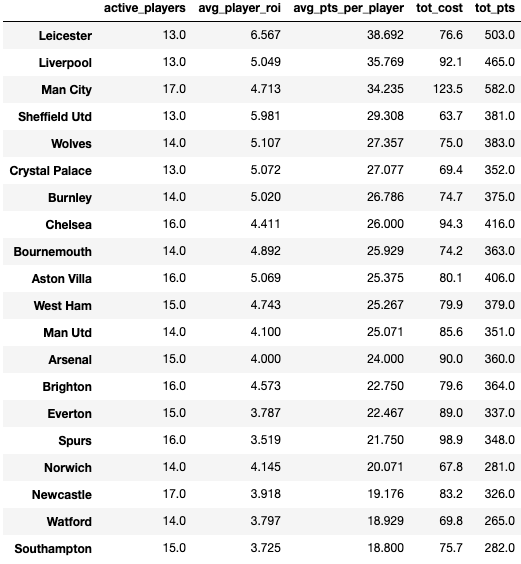 active_players avg_player_roi avg_pts_per_player tot_cost tot_pts
Leicester 13.0 6.567 38.692 76.6 503.0
Liverpool 13.0 5.049 35.769 92.1 465.0
Man City 17.0 4.713 34.235 123.5 582.0
Sheffield Utd 13.0 5.981 29.308 63.7 381.0
Wolves 14.0 5.107 27.357 75.0 383.0
Crystal Palace 13.0 5.072 27.077 69.4 352.0
Burnley 14.0 5.020 26.786 74.7 375.0
Chelsea 16.0 4.411 26.000 94.3 416.0
Bournemouth 14.0 4.892 25.929 74.2 363.0
Aston Villa 16.0 5.069 25.375 80.1 406.0
West Ham 15.0 4.743 25.267 79.9 379.0
Man Utd 14.0 4.100 25.071 85.6 351.0
Arsenal 15.0 4.000 24.000 90.0 360.0
Brighton 16.0 4.573 22.750 79.6 364.0
Everton 15.0 3.787 22.467 89.0 337.0
Spurs 16.0 3.519 21.750 98.9 348.0
Norwich 14.0 4.145 20.071 67.8 281.0
Newcastle 17.0 3.918 19.176 83.2 326.0
Watford 14.0 3.797 18.929 69.8 265.0
Southampton 15.0 3.725 18.800 75.7 282.0